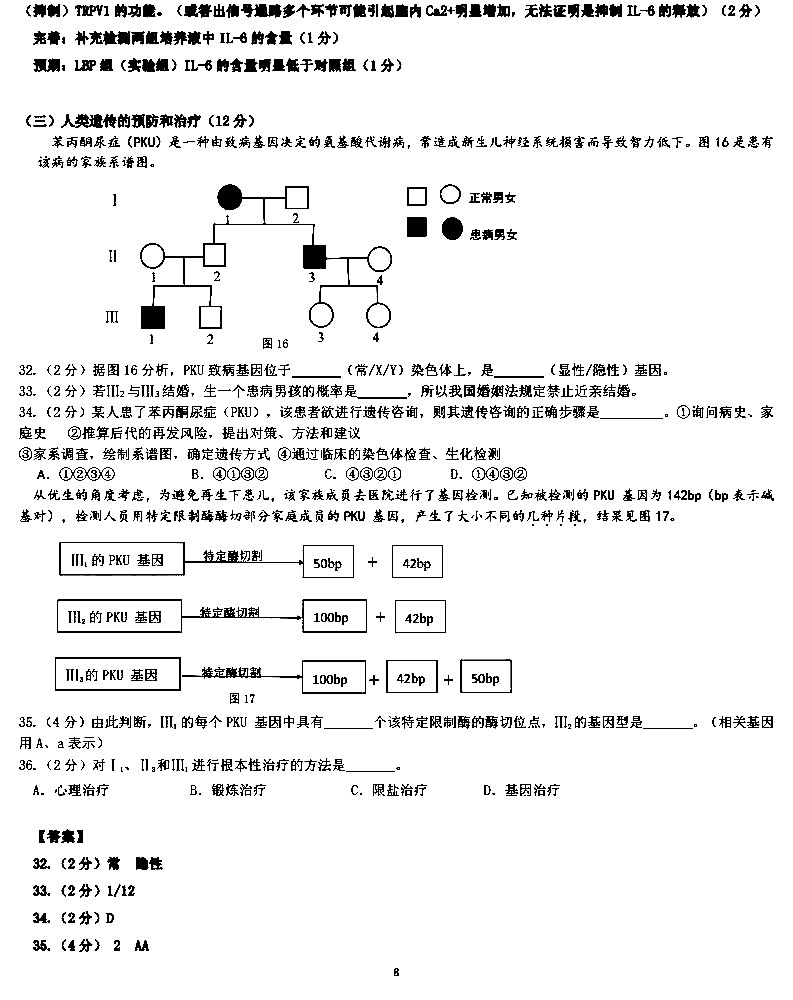 （抑制）TRPV1 的功能。（或答出信号通路多个环节可能引起胞内 Ca2+明显增加，无法证明是抑制 IL-6 的释放）（2 分）
完善：补充检测两组培养液中 IL-6 的含量（1 分）
预期：LBP 组（实验组）IL-6 的含量明显低于对照组（1 分）
（三）人类遗传的预防和治疗（12 分）
苯丙酮尿症（PKU）是一种由致病基因决定的氨基酸代谢病，常造成新生儿神经系统损害而导致智力低下。图 16 是患有
该病的家族系谱图。
Ⅰ 1 2 正常男女
患病男女
Ⅱ 1 2 3 4
Ⅲ 1 2 图 16 3 4
32.（2 分）据图 16 分析，PKU 致病基因位于______（常/X/Y）染色体上，是______（显性/隐性）基因。
33.（2 分）若Ⅲ₂与Ⅲ₃结婚，生一个患病男孩的概率是______，所以我国婚姻法规定禁止近亲结婚。
34.（2 分）某人患了苯丙酮尿症（PKU），该患者欲进行遗传咨询，则其遗传咨询的正确步骤是________。①询问病史、家
庭史 ②推算后代的再发风险，提出对策、方法和建议
③家系调查，绘制系谱图，确定遗传方式 ④通过临床的染色体检查、生化检测
A．①②③④ B．④①③② C．④③②① D．①④③②
从优生的角度考虑，为避免再生下患儿，该家族成员去医院进行了基因检测。已知被检测的 PKU 基因为 142bp（bp 表示碱
基对），检测人员用特定限制酶酶切部分家庭成员的 PKU 基因，产生了大小不同的几种片段，结果见图 17。
Ⅲ₁ 的 PKU 基因 特定酶切割 50bp + 42bp
Ⅲ₂ 的 PKU 基因 特定酶切割 100bp + 42bp
Ⅲ₃的 PKU 基因 特定酶切割 100bp + 42bp + 50bp
图 17
35.（4 分）由此判断，Ⅲ₁ 的每个 PKU 基因中具有______个该特定限制酶的酶切位点，Ⅲ₂的基因型是______。（相关基因
用 A、a 表示）
36.（2 分）对Ⅰ₁、Ⅱ₃和Ⅲ₁ 进行根本性治疗的方法是______。
A．心理治疗 B．锻炼治疗 C．限盐治疗 D．基因治疗
【答案】
32.（2 分）常 隐性
33.（2 分）1/12
34.（2 分）D
35.（4 分） 2 AA
8